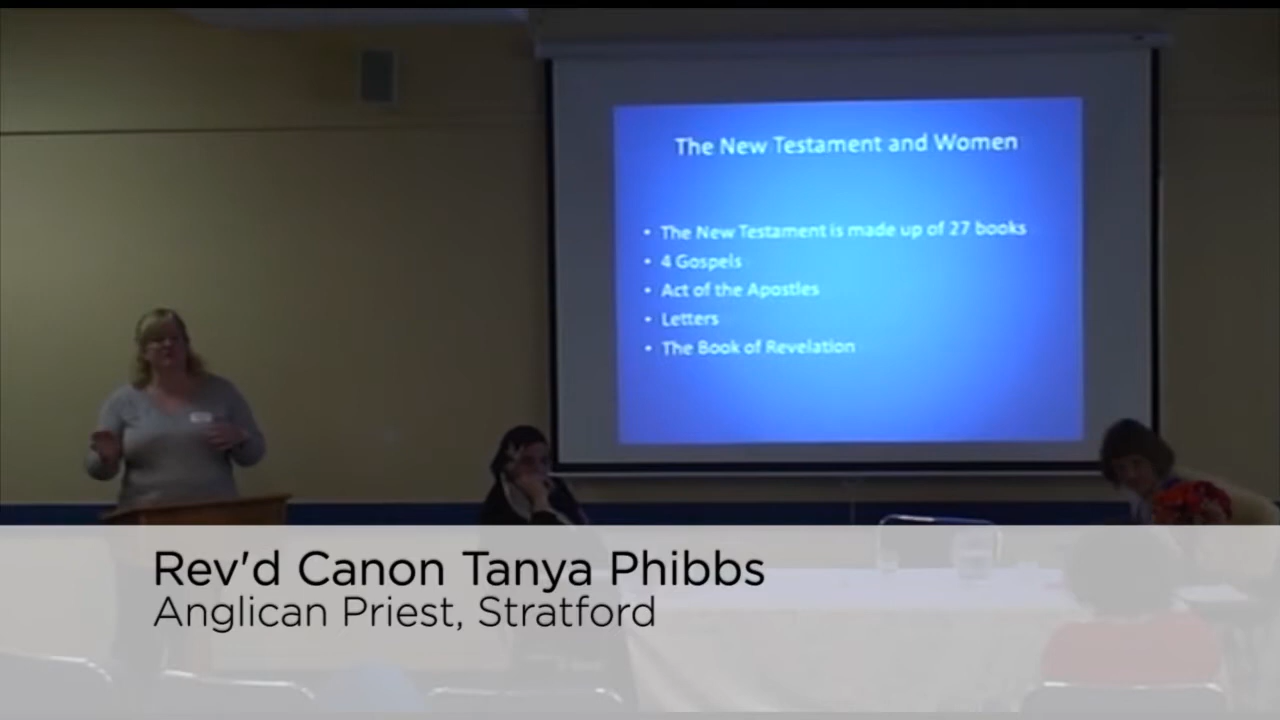 The New Testament and Women
• The New Testament is made up of 27 books
• 4 Gospels
• Act of the Apostles
• Letters
• The Book of Revelation
Rev'd Canon Tanya Phibbs
Anglican Priest, Stratford